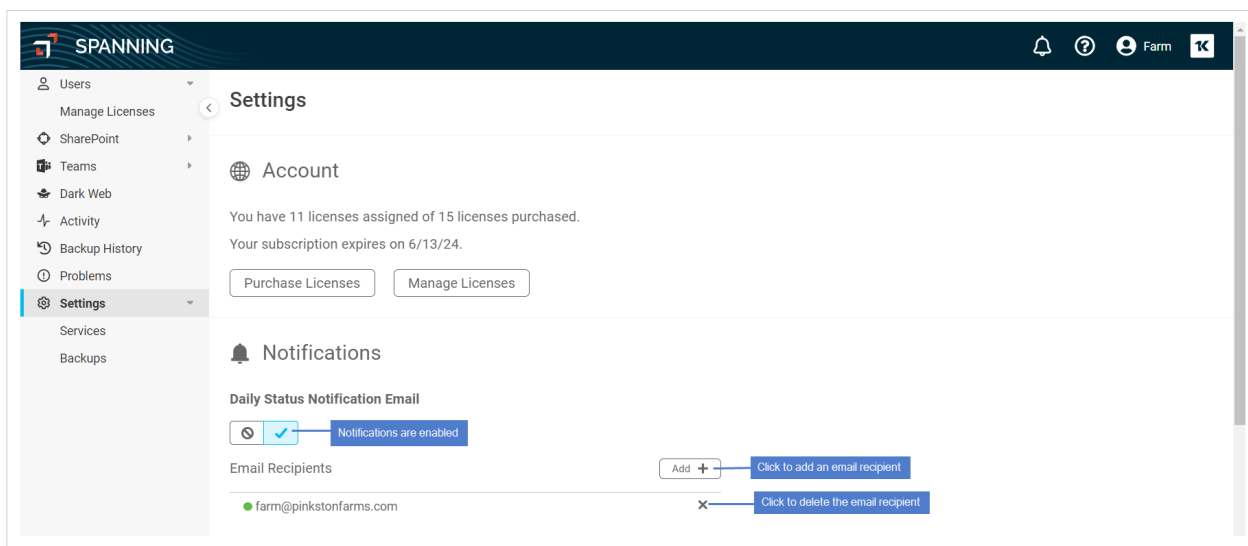 SPANNING
Farm
Users
Manage Licenses
SharePoint
Teams
Dark Web
Activity
Backup History
Problems
Settings
Services
Backups
Settings
Account
You have 11 licenses assigned of 15 licenses purchased.
Your subscription expires on 6/13/24.
Purchase Licenses Manage Licenses
Notifications
Daily Status Notification Email
Notifications are enabled
Email Recipients Add + Click to add an email recipient
farm@pinkstonfarms.com Click to delete the email recipient